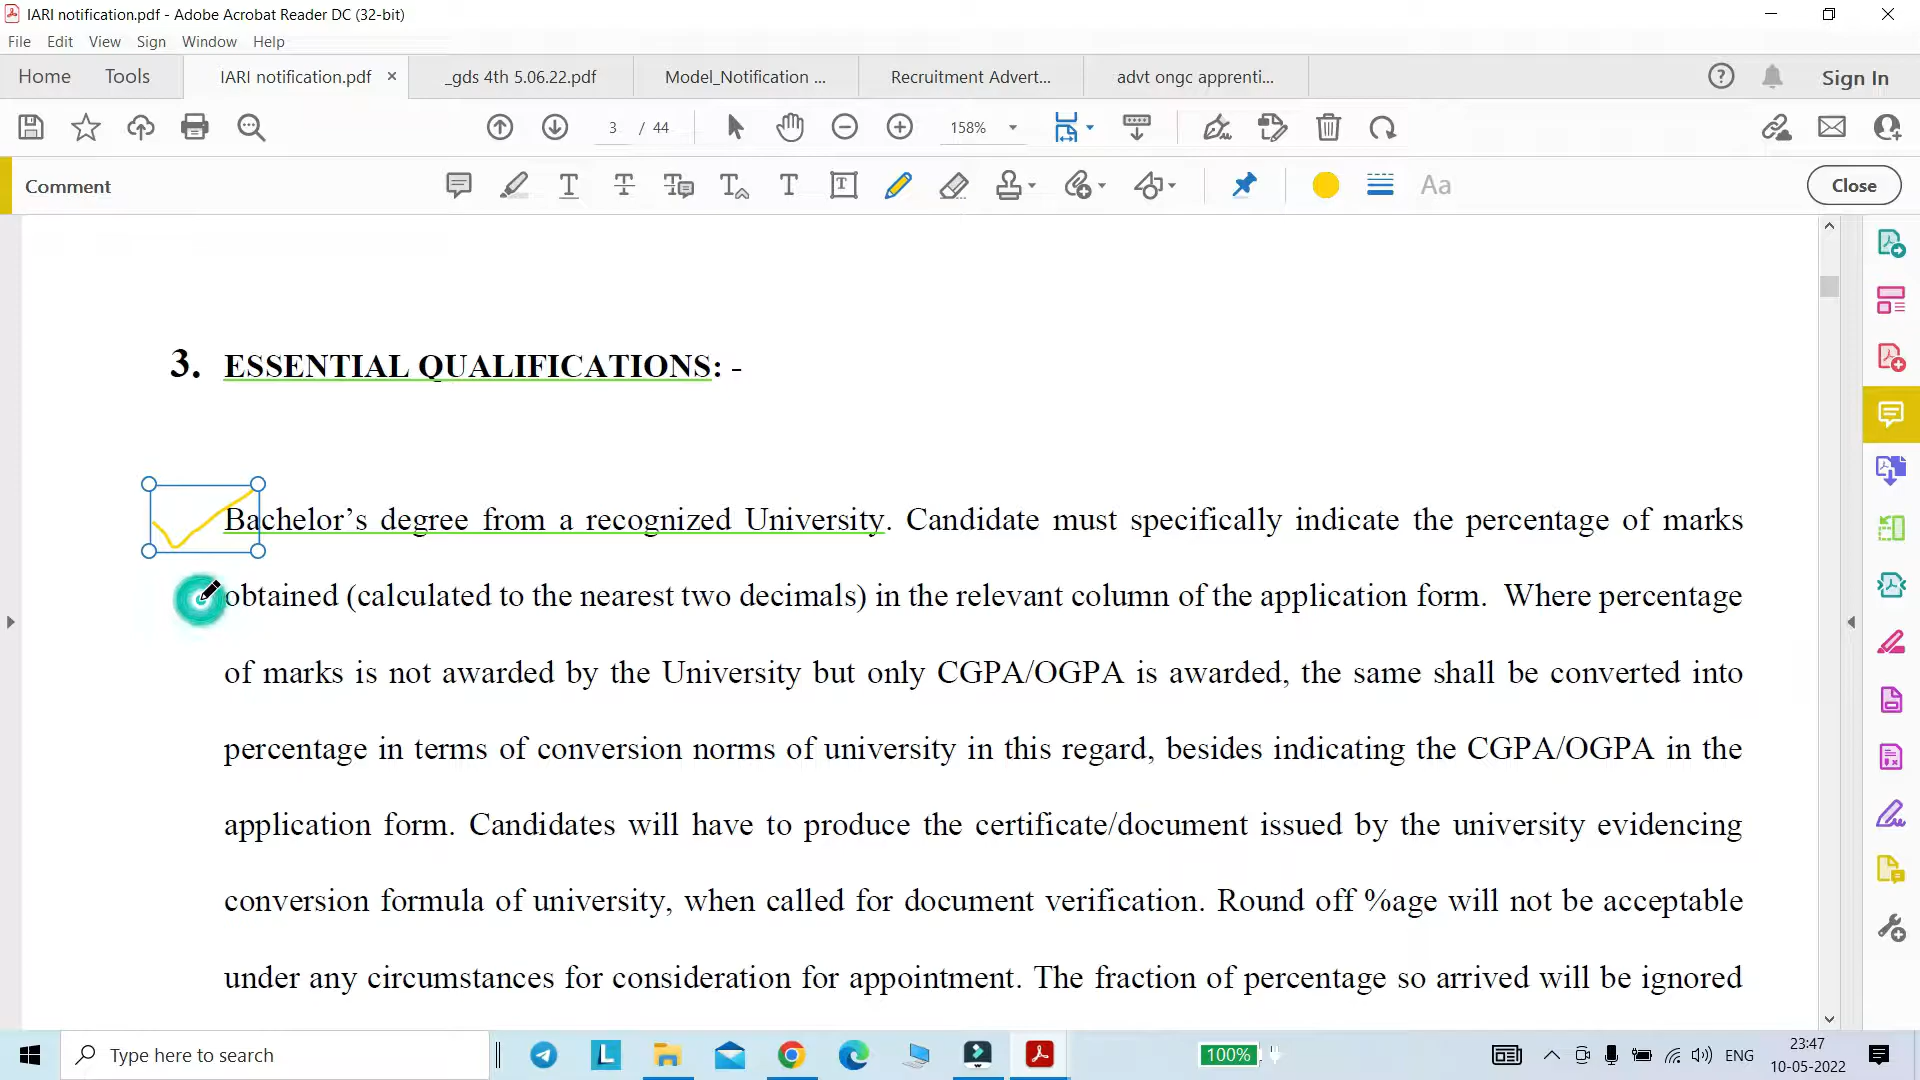 IARI notification.pdf - Adobe Acrobat Reader DC (32-bit)
File Edit View Sign Window Help
Home Tools IARI notification.pdf × _gds 4th 5.06.22.pdf Model_Notification ... Recruitment Advert... advt ongc apprenti... Sign In
3 / 44 158%
Comment Aa Close
3. ESSENTIAL QUALIFICATIONS: -
Bachelor’s degree from a recognized University. Candidate must specifically indicate the percentage of marks
obtained (calculated to the nearest two decimals) in the relevant column of the application form. Where percentage
of marks is not awarded by the University but only CGPA/OGPA is awarded, the same shall be converted into
percentage in terms of conversion norms of university in this regard, besides indicating the CGPA/OGPA in the
application form. Candidates will have to produce the certificate/document issued by the university evidencing
conversion formula of university, when called for document verification. Round off %age will not be acceptable
under any circumstances for consideration for appointment. The fraction of percentage so arrived will be ignored
Type here to search
100%
ENG
23:47
10-05-2022